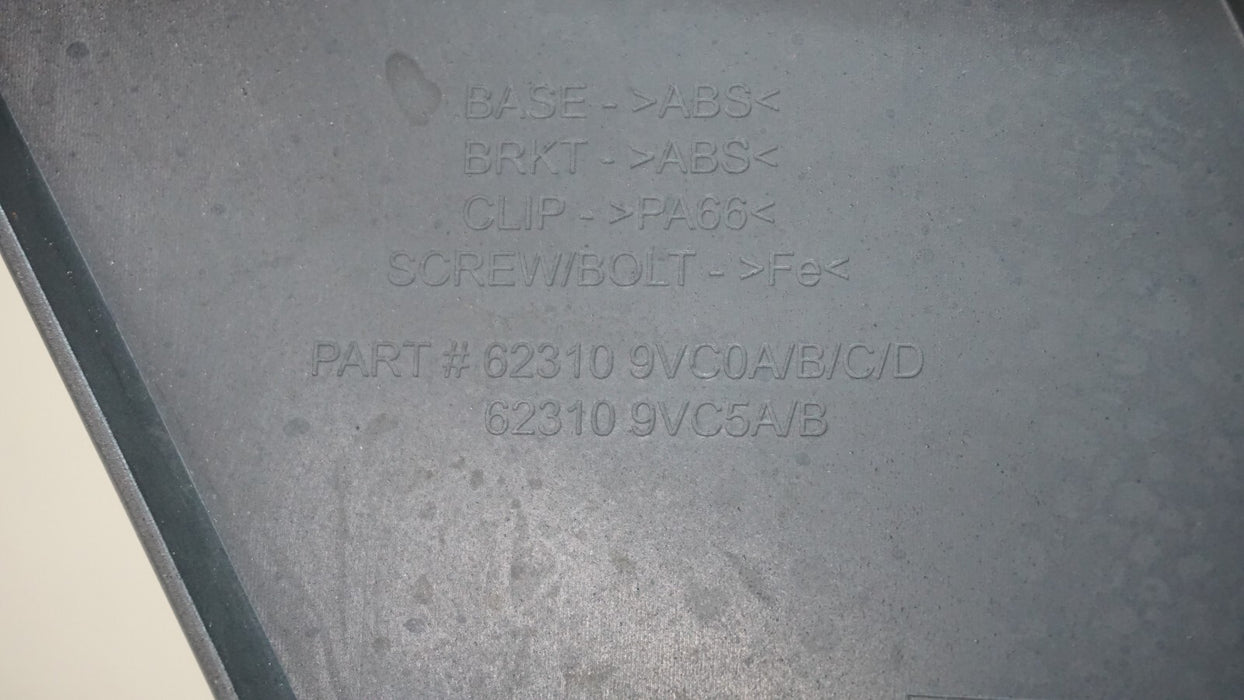 BASE - >ABS<
BRKT - >ABS<
CLIP - >PA66<
SCREW/BOLT - >Fe<
PART # 62310 9VC0A/B/C/D
62310 9VC5A/B